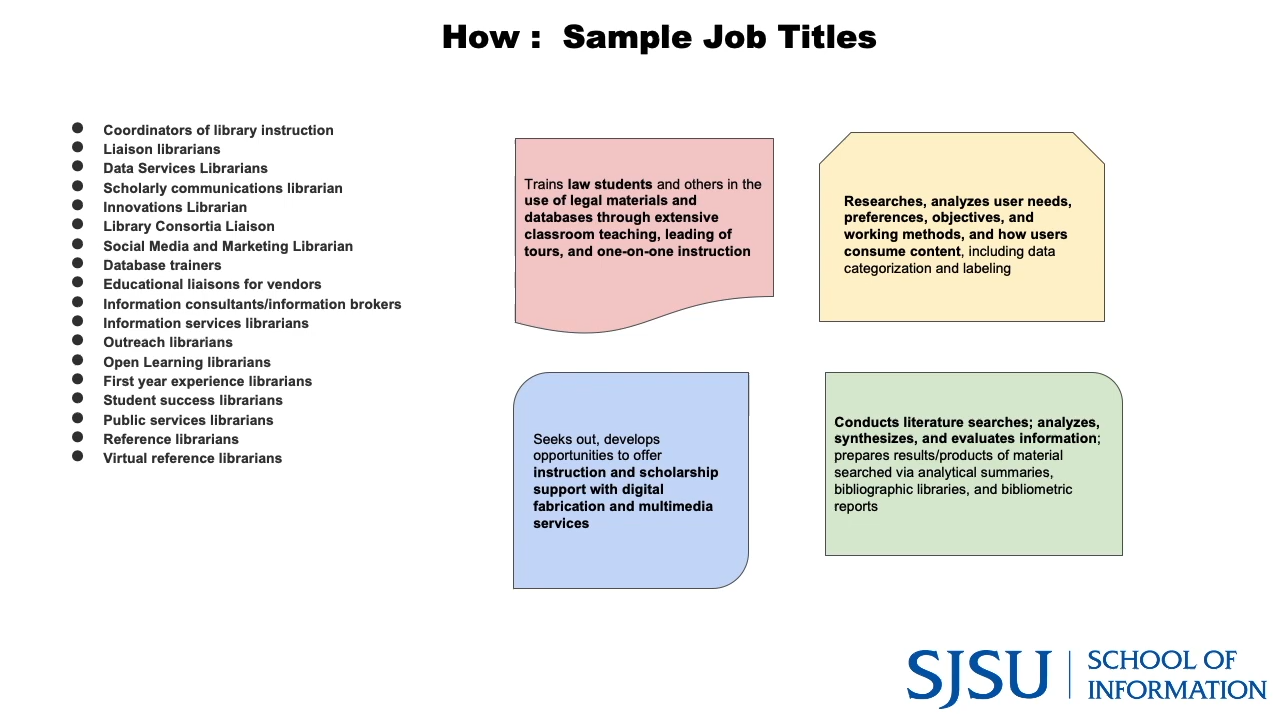 How :  Sample Job Titles
● Coordinators of library instruction
● Liaison librarians
● Data Services Librarians
● Scholarly communications librarian
● Innovations Librarian
● Library Consortia Liaison
● Social Media and Marketing Librarian
● Database trainers
● Educational liaisons for vendors
● Information consultants/information brokers
● Information services librarians
● Outreach librarians
● Open Learning librarians
● First year experience librarians
● Student success librarians
● Public services librarians
● Reference librarians
● Virtual reference librarians
Trains law students and others in the
use of legal materials and
databases through extensive
classroom teaching, leading of
tours, and one-on-one instruction
Researches, analyzes user needs,
preferences, objectives, and
working methods, and how users
consume content, including data
categorization and labeling
Seeks out, develops
opportunities to offer
instruction and scholarship
support with digital
fabrication and multimedia
services
Conducts literature searches; analyzes,
synthesizes, and evaluates information;
prepares results/products of material
searched via analytical summaries,
bibliographic libraries, and bibliometric
reports
SJSU
SCHOOL OF
INFORMATION